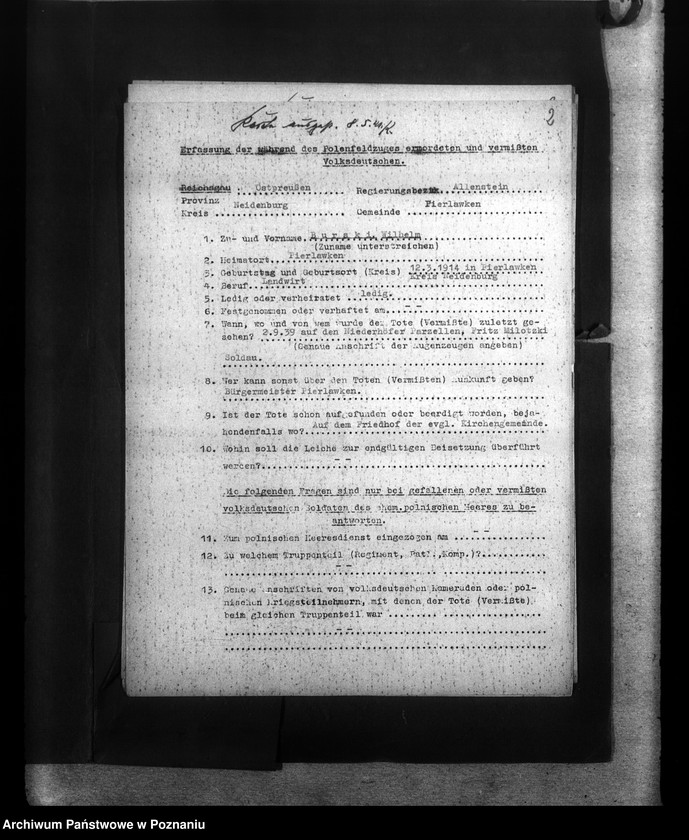 8.5.41.K
2
Erfassung der während des Polenfeldzuges ermordeten und vermißten
Volksdeutschen.
Reichsgau Ostpreußen Regierungsbezirk Allenstein
Provinz
Kreis Neidenburg Gemeinde Pierlawken
1. Zu- und Vorname Burski, Wilhelm
(Zuname unterstreichen)
2. Heimatort Pierlawken
3. Geburtstag und Geburtsort (Kreis) 12.3.1914 in Pierlawken
Kreis Neidenburg
4. Beruf Landwirt
5. Ledig oder verheiratet ledig.
6. Festgenommen oder verhaftet am - -
7. Wann, wo und von wem wurde der Tote (Vermißte) zuletzt ge-
sehen? 2.9.39 auf den Niederhöfer Parzellen, Fritz Milotzki
(Genaue Anschrift der Augenzeugen angeben)
Soldau.
8. Wer kann sonst über den Toten (Vermißten) Auskunft geben?
Bürgermeister Pierlawken.
9. Ist der Tote schon aufgefunden oder beerdigt worden, beja-
hendenfalls wo? Auf dem Friedhof der evgl. Kirchengemeinde.
10. Wohin soll die Leiche zur endgültigen Beisetzung überführt
werden? - -
Die folgenden Fragen sind nur bei gefallenen oder vermißten
volksdeutschen Soldaten des ehem.polnischen Heeres zu be-
antworten.
11. Zum polnischen Heeresdienst eingezogen am - -
12. Zu welchem Truppenteil (Regiment, Batl., Komp.)?
- -
13. Genaue Anschriften von volksdeutschen Kameraden oder pol-
nischen Kriegsteilnehmern, mit denen der Tote (Vermißte)
beim gleichen Truppenteil war
- -
Archiwum Państwowe w Poznaniu